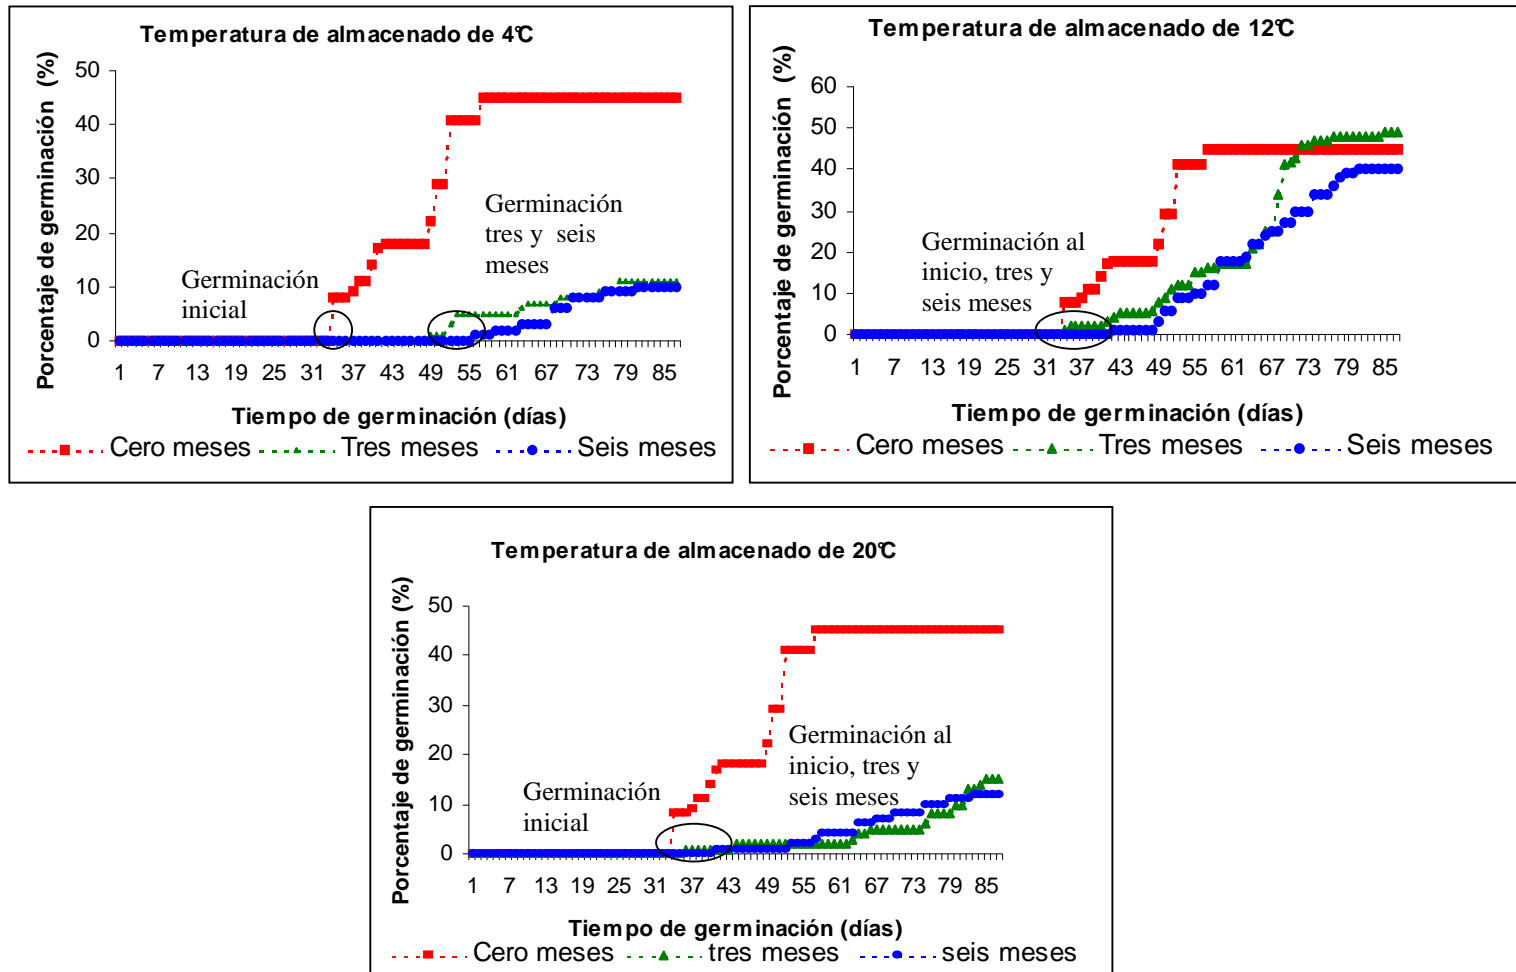 Temperatura de almacenado de 4°C
Porcentaje de germinación (%)
50
40
30
20
10
0
Germinación
inicial
Germinación
tres y seis
meses
1 7 13 19 25 31 37 43 49 55 61 67 73 79 85
Tiempo de germinación (días)
Cero meses Tres meses Seis meses
Temperatura de almacenado de 12°C
Porcentaje de germinación (%)
60
50
40
30
20
10
0
Germinación al
inicio, tres y
seis meses
1 7 13 19 25 31 37 43 49 55 61 67 73 79 85
Tiempo de germinación (días)
Cero meses Tres meses Seis meses
Temperatura de almacenado de 20°C
Porcentaje de germinación (%)
50
40
30
20
10
0
Germinación
inicial
Germinación al
inicio, tres y
seis meses
1 7 13 19 25 31 37 43 49 55 61 67 73 79 85
Tiempo de germinación (días)
Cero meses tres meses seis meses